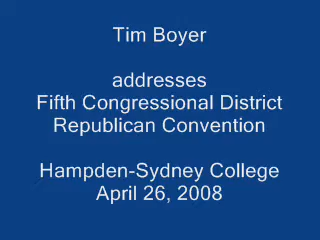 Tim Boyer
addresses
Fifth Congressional District
Republican Convention
Hampden-Sydney College
April 26, 2008